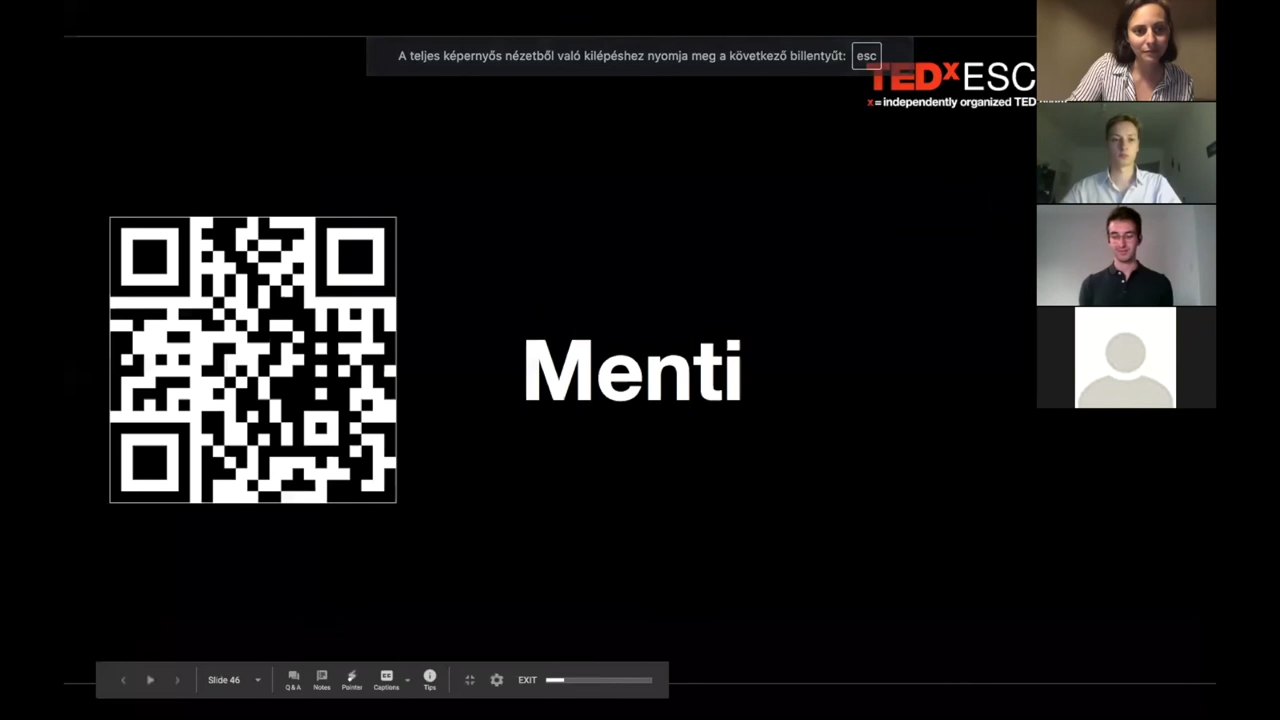 A teljes képernyős nézetből való kilépéshez nyomja meg a következő billentyűt: esc
TEDxESC
x = independently organized TED
Menti
Slide 46
Q & A
Notes
Pointer
Captions
Tips
EXIT